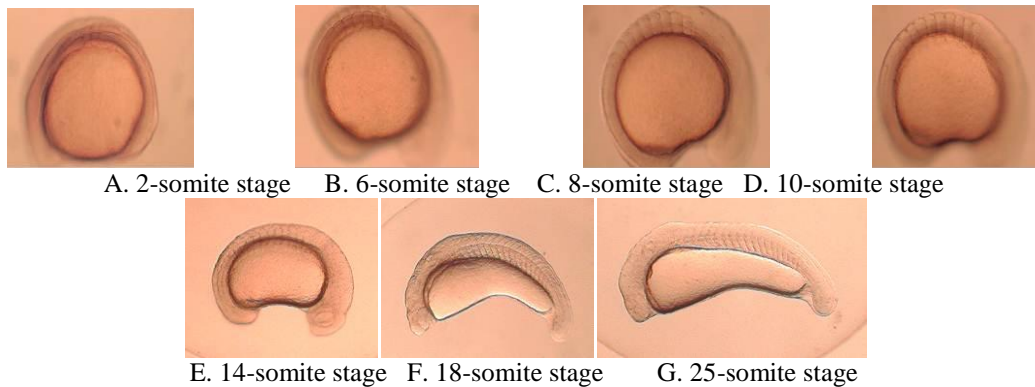 A. 2-somite stage B. 6-somite stage C. 8-somite stage D. 10-somite stage
E. 14-somite stage F. 18-somite stage G. 25-somite stage